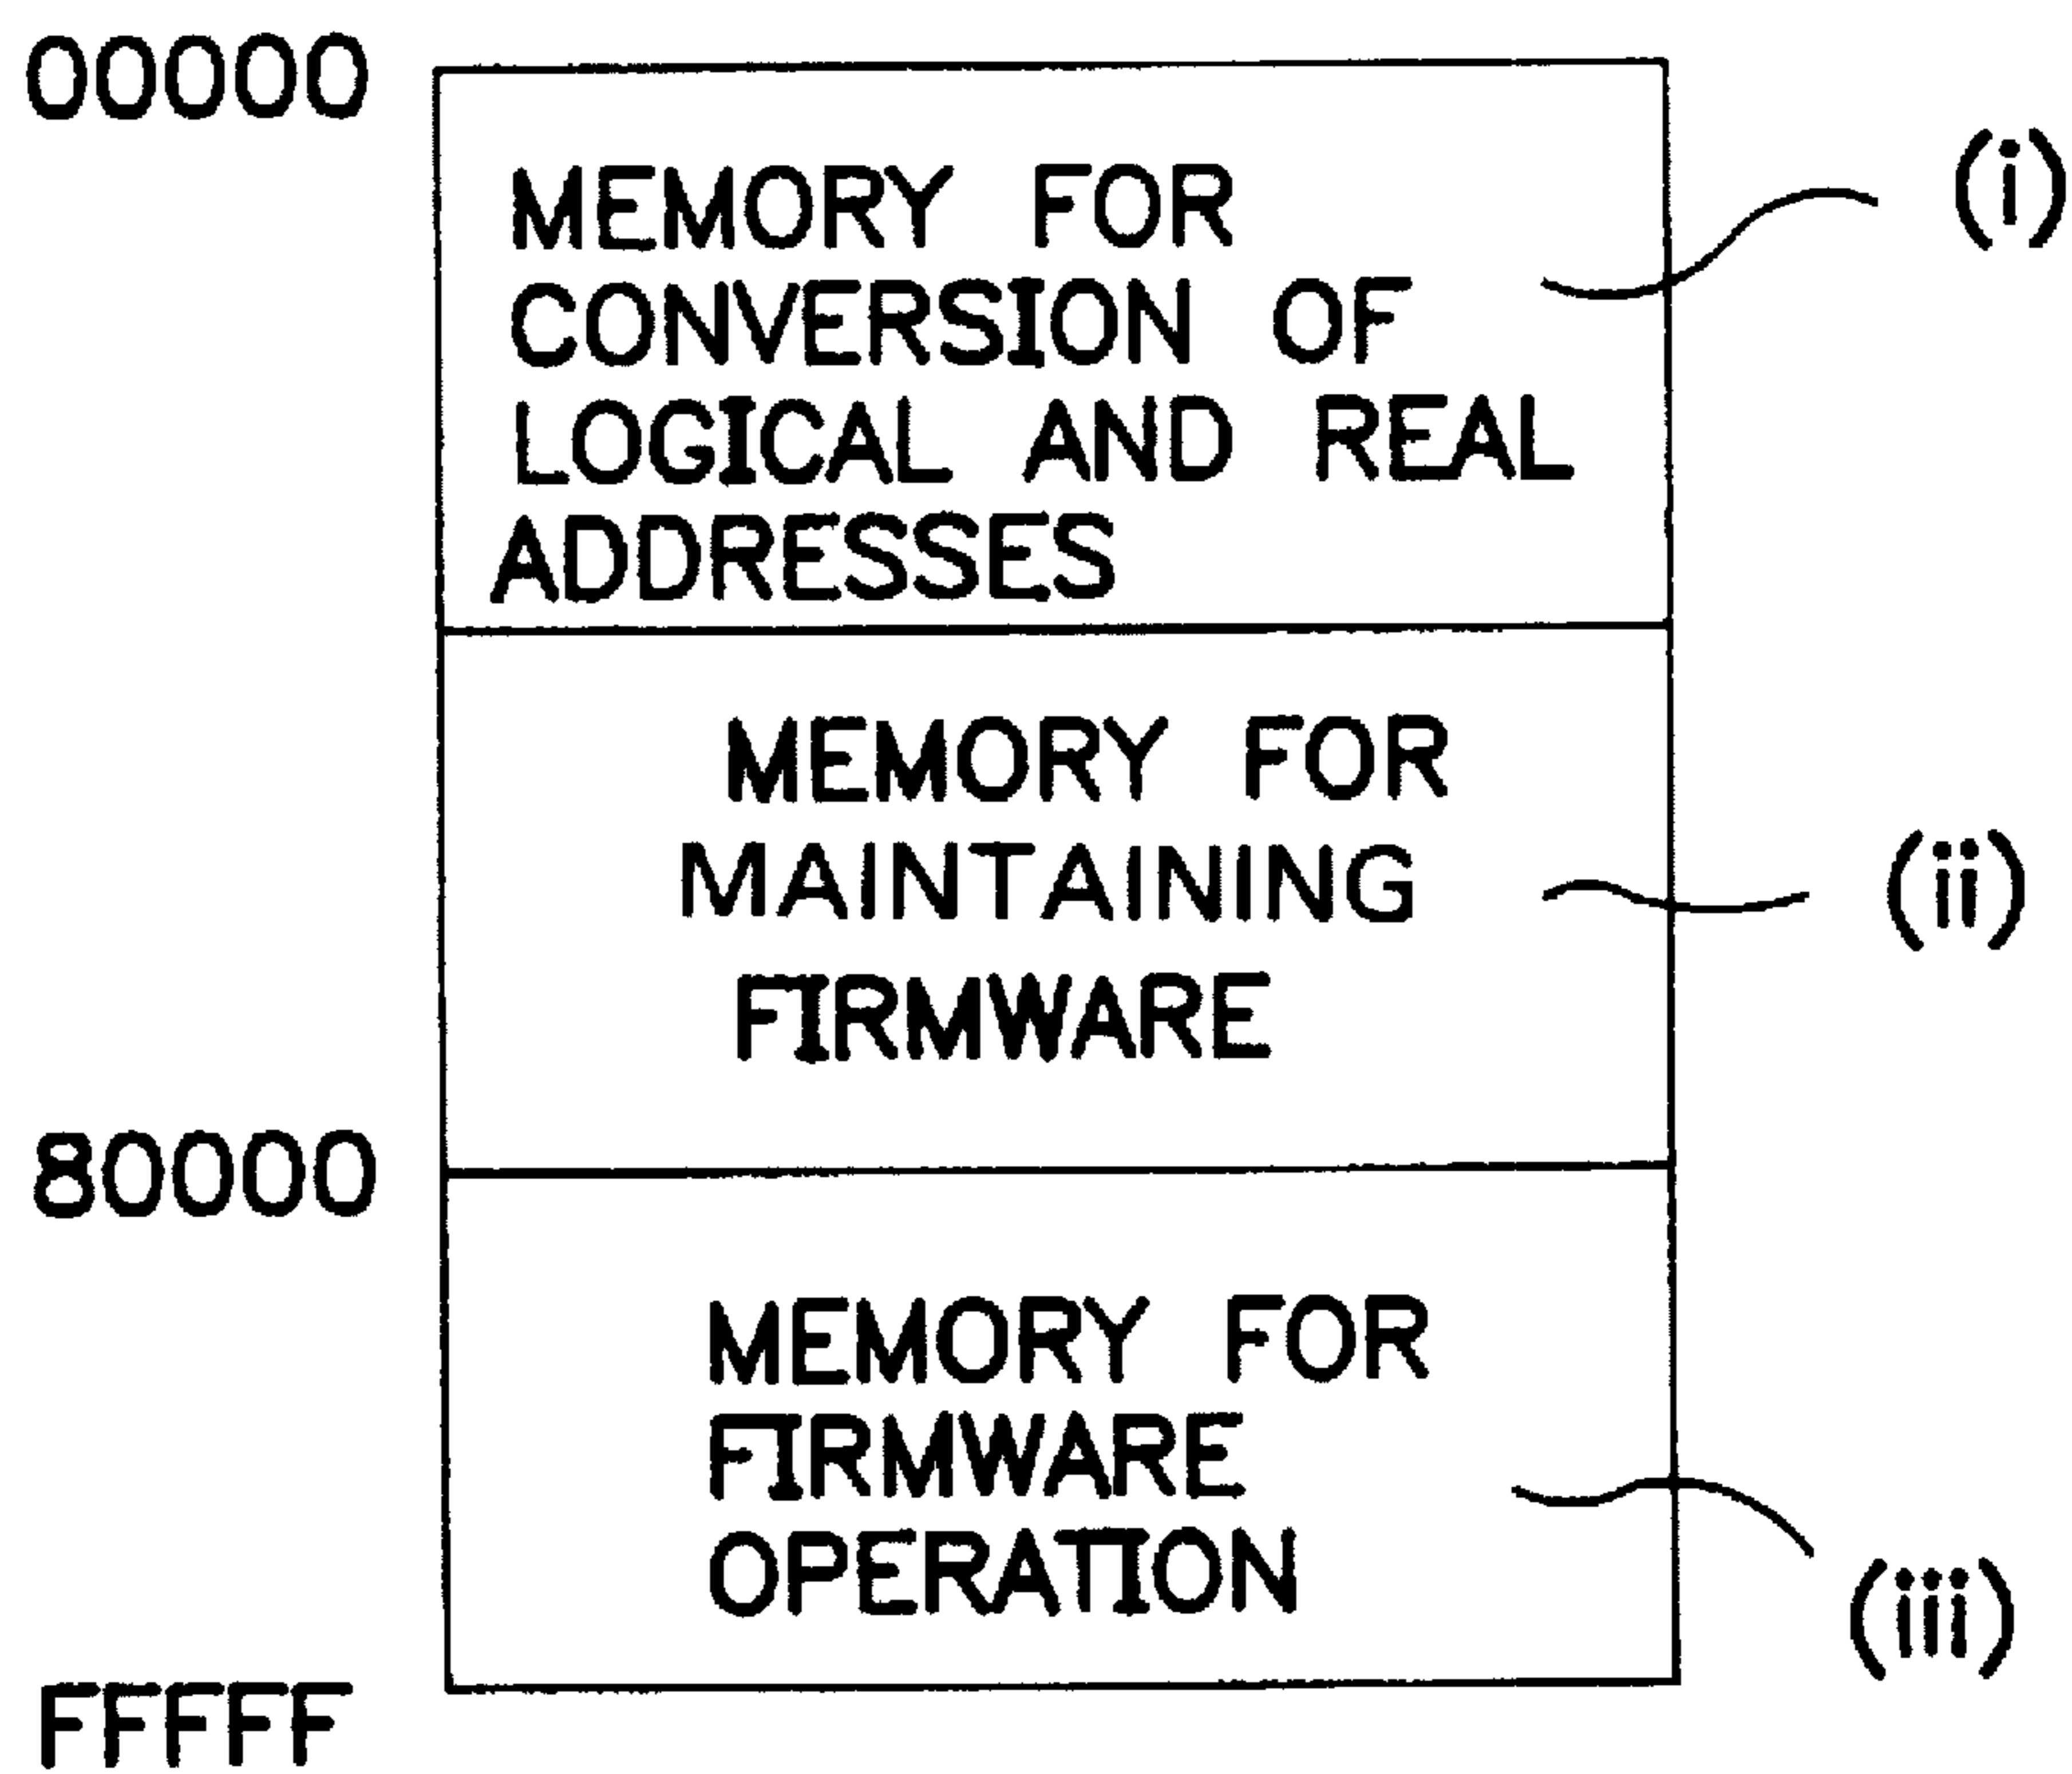 00000
MEMORY FOR
CONVERSION OF
LOGICAL AND REAL
ADDRESSES
(i)
MEMORY FOR
MAINTAINING
FIRMWARE
(ii)
80000
MEMORY FOR
FIRMWARE
OPERATION
(iii)
FFFFF